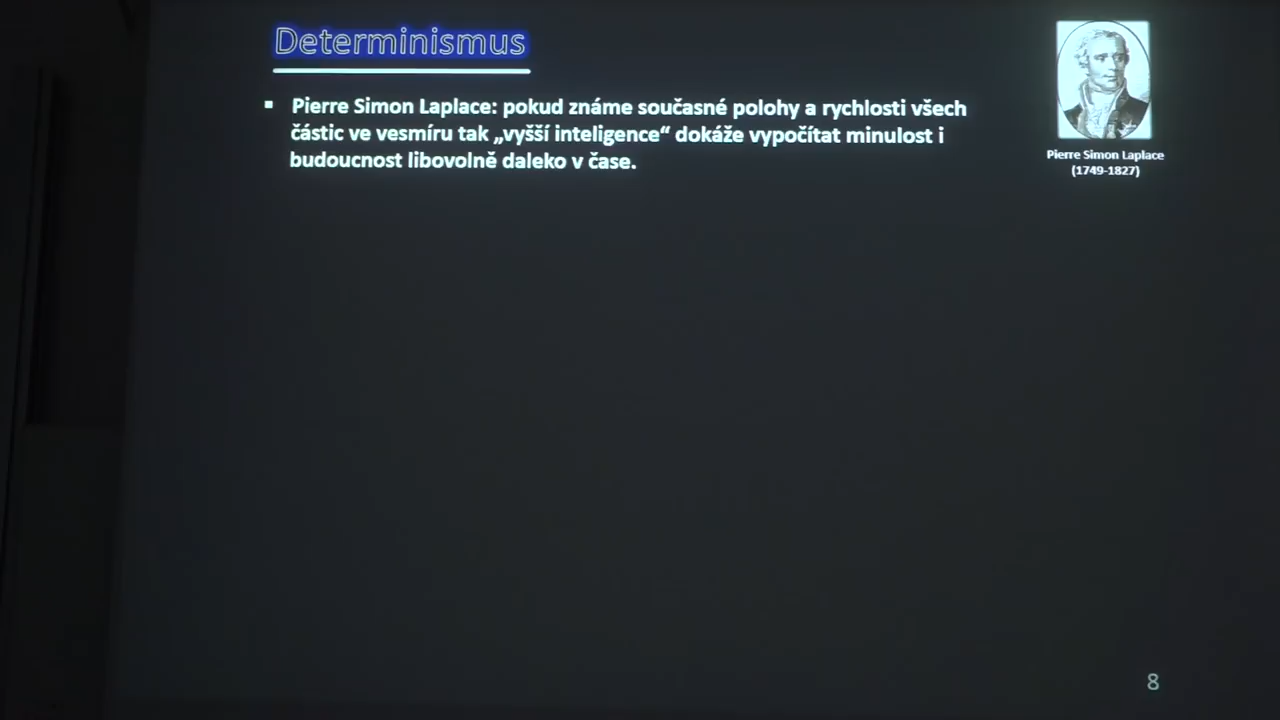 Determinismus
▪ Pierre Simon Laplace: pokud známe současné polohy a rychlosti všech
částic ve vesmíru tak „vyšší inteligence“ dokáže vypočítat minulost i
budoucnost libovolně daleko v čase.
Pierre Simon Laplace
(1749-1827)
8